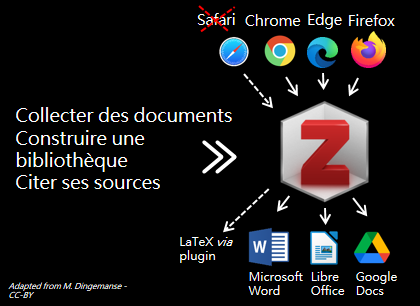 Safari Chrome Edge Firefox
Collecter des documents
Construire une
bibliothèque
Citer ses sources
Z
LaTeX via
plugin
W
Microsoft
Word
Libre
Office
Google
Docs
Adapted from M. Dingemanse -
CC-BY